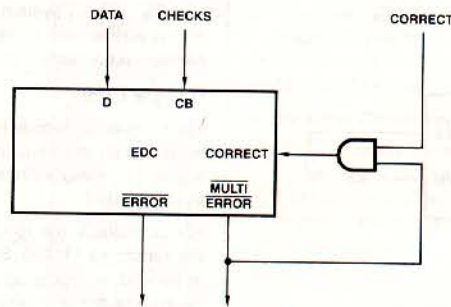 DATA CHECKS
CORRECT
D CB
EDC CORRECT
ERROR MULTI
ERROR